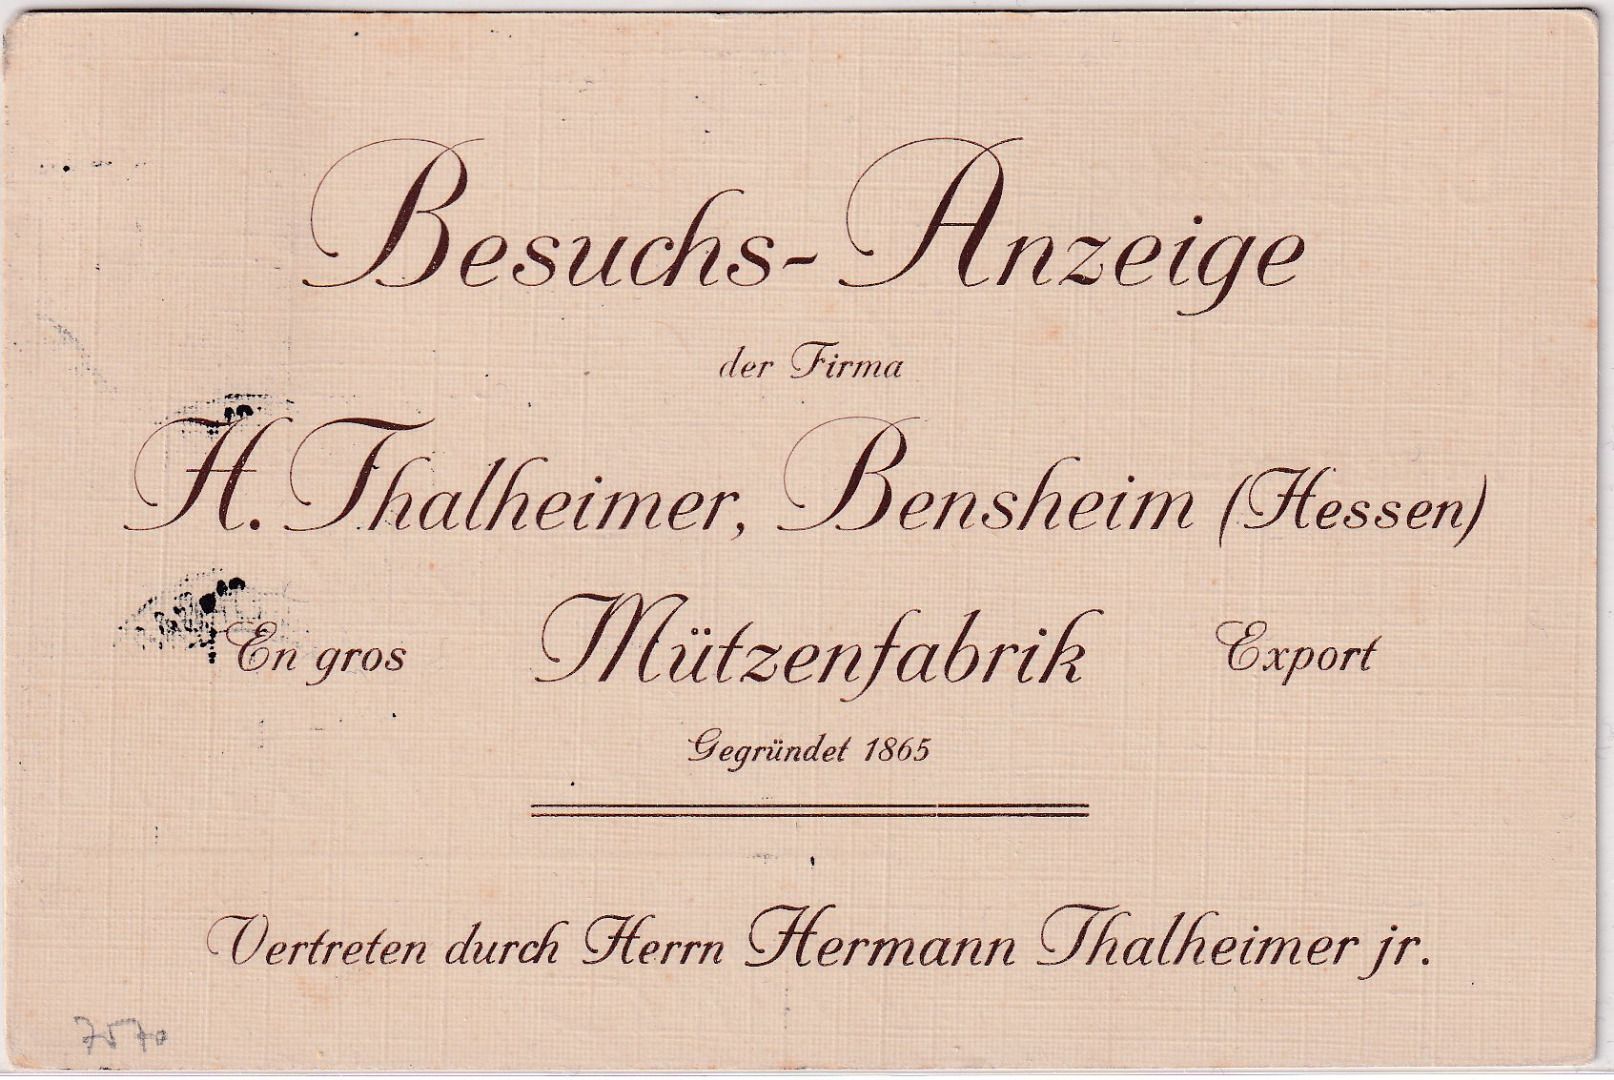 Besuchs-Anzeige
der Firma
H. Thalheimer, Bensheim (Hessen)
En gros Mützenfabrik Export
Gegründet 1865
Vertreten durch Herrn Hermann Thalheimer jr.
7570